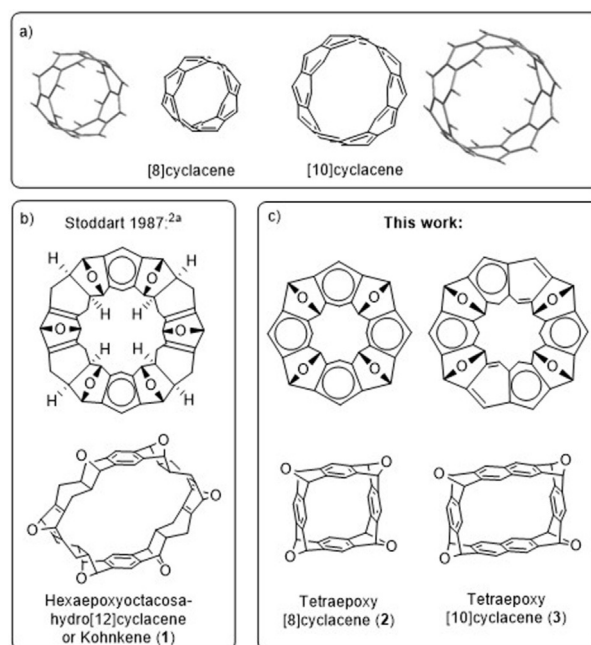 a)
[8]cyclacene
[10]cyclacene
b)
Stoddart 1987:2a
H H
O O
H H
O O
H H
O O
H H
O
O
O
O
O
O
Hexaepoxyoctacosa-
hydro[12]cyclacene
or Kohnkene (1)
c)
This work:
O O
O O
O O
O O
O
O
O
O
Tetraepoxy
[8]cyclacene (2)
O
O
O
O
Tetraepoxy
[10]cyclacene (3)